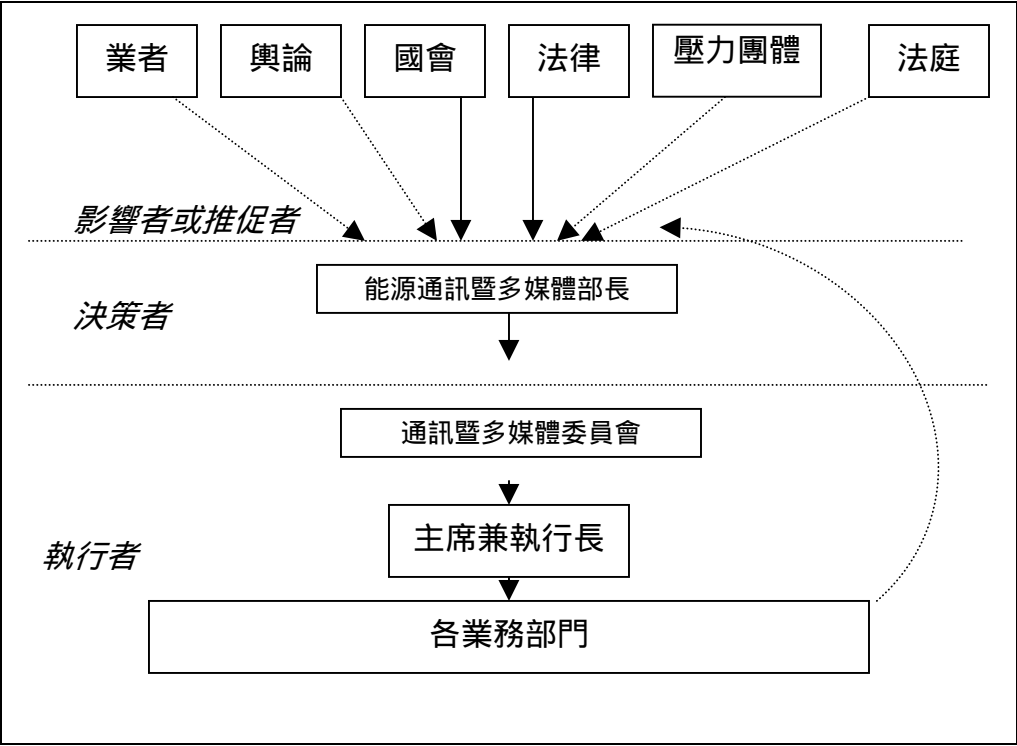 業者
輿論
國會
法律
壓力團體
法庭
影響者或推促者
能源通訊暨多媒體部長
決策者
通訊暨多媒體委員會
主席兼執行長
執行者
各業務部門